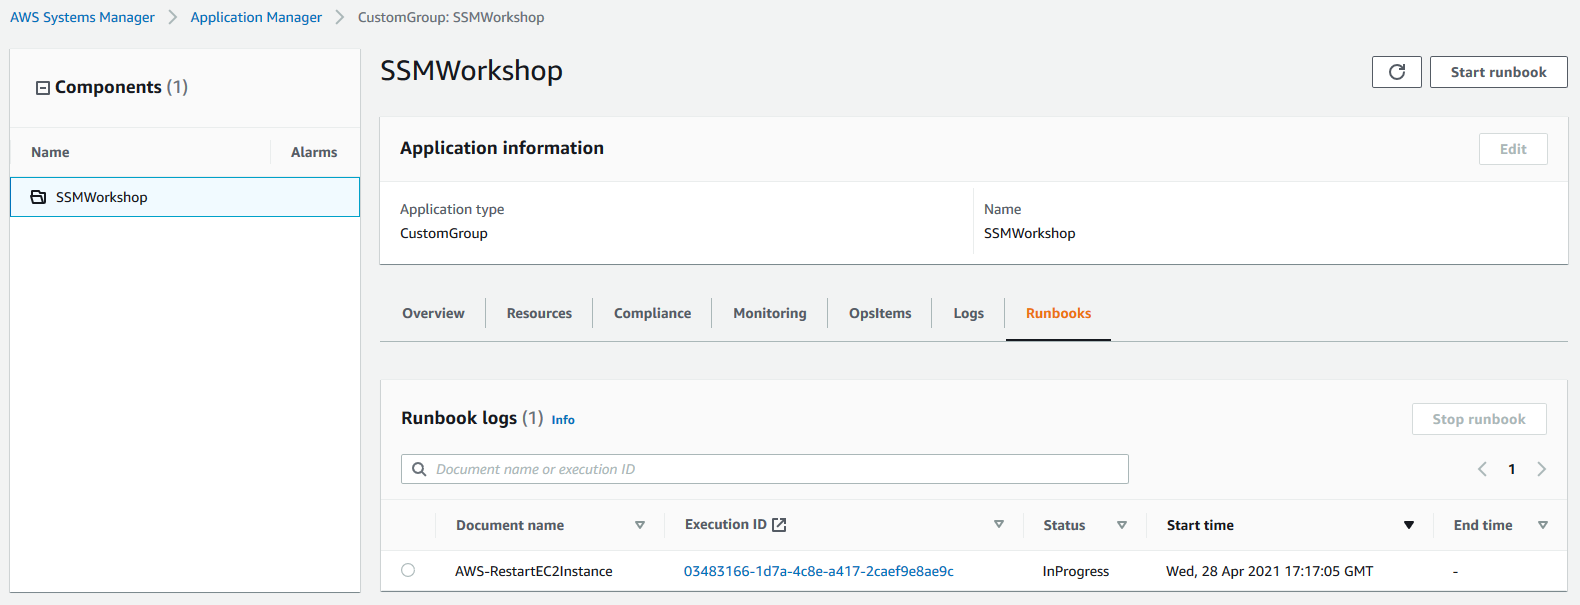 AWS Systems Manager > Application Manager > CustomGroup: SSMWorkshop
Components (1)
Name Alarms
SSMWorkshop
SSMWorkshop
Start runbook
Application information
Edit
Application type
CustomGroup
Name
SSMWorkshop
Overview Resources Compliance Monitoring OpsItems Logs Runbooks
Runbook logs (1) Info
Stop runbook
Document name or execution ID
1
Document name Execution ID Status Start time End time
AWS-RestartEC2Instance 03483166-1d7a-4c8e-a417-2caef9e8ae9c InProgress Wed, 28 Apr 2021 17:17:05 GMT -